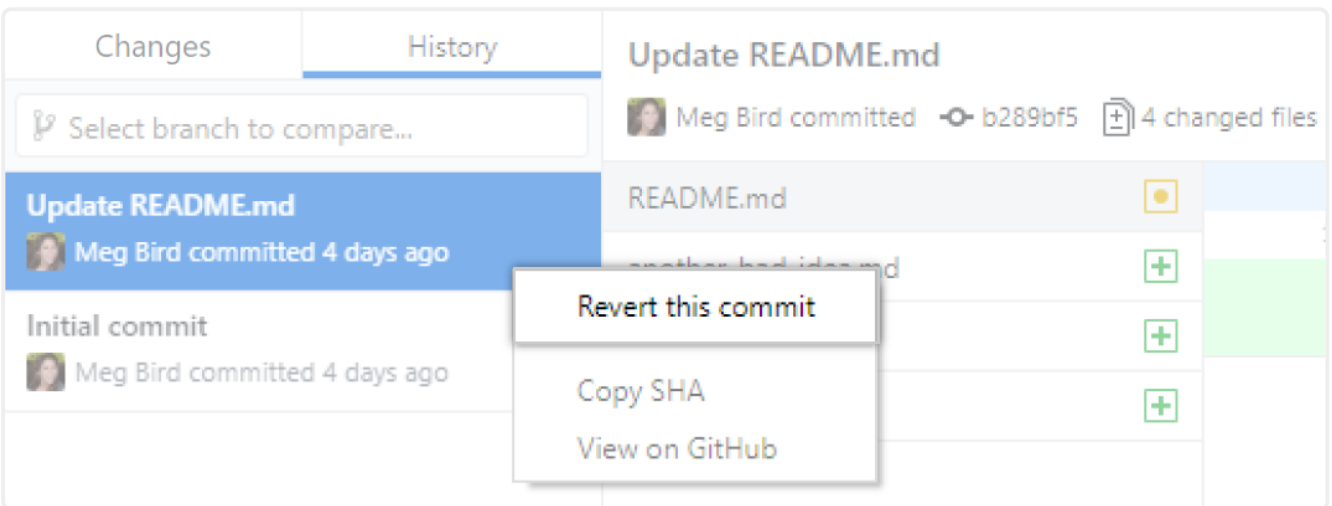 Changes
History
Select branch to compare...
Update README.md
Meg Bird committed 4 days ago
Initial commit
Meg Bird committed 4 days ago
Update README.md
Meg Bird committed b289bf5 4 changed files
README.md
another_bad_idea.md
Revert this commit
Copy SHA
View on GitHub